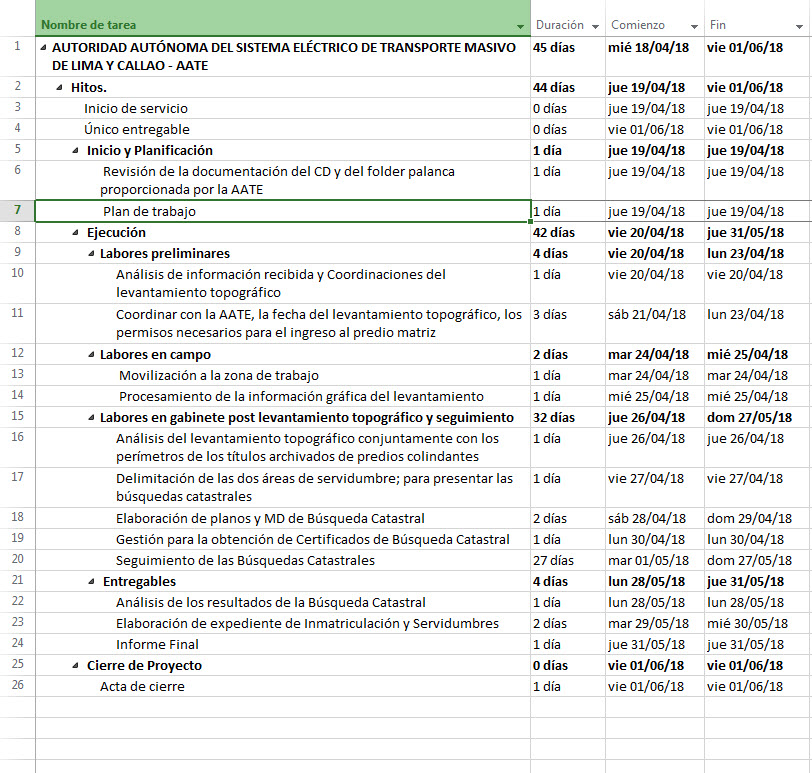 Nombre de tarea Duración Comienzo Fin
1 AUTORIDAD AUTÓNOMA DEL SISTEMA ELÉCTRICO DE TRANSPORTE MASIVO 45 días mié 18/04/18 vie 01/06/18
DE LIMA Y CALLAO - AATE
2 Hitos. 44 días jue 19/04/18 vie 01/06/18
3 Inicio de servicio 0 días jue 19/04/18 jue 19/04/18
4 Único entregable 0 días vie 01/06/18 vie 01/06/18
5 Inicio y Planificación 1 día jue 19/04/18 jue 19/04/18
6 Revisión de la documentación del CD y del folder palanca 1 día jue 19/04/18 jue 19/04/18
proporcionada por la AATE
7 Plan de trabajo 1 día jue 19/04/18 jue 19/04/18
8 Ejecución 42 días vie 20/04/18 jue 31/05/18
9 Labores preliminares 4 días vie 20/04/18 lun 23/04/18
10 Análisis de información recibida y Coordinaciones del 1 día vie 20/04/18 vie 20/04/18
levantamiento topográfico
11 Coordinar con la AATE, la fecha del levantamiento topográfico, los 3 días sáb 21/04/18 lun 23/04/18
permisos necesarios para el ingreso al predio matriz
12 Labores en campo 2 días mar 24/04/18 mié 25/04/18
13 Movilización a la zona de trabajo 1 día mar 24/04/18 mar 24/04/18
14 Procesamiento de la información gráfica del levantamiento 1 día mié 25/04/18 mié 25/04/18
15 Labores en gabinete post levantamiento topográfico y seguimiento 32 días jue 26/04/18 dom 27/05/18
16 Análisis del levantamiento topográfico conjuntamente con los 1 día jue 26/04/18 jue 26/04/18
perímetros de los títulos archivados de predios colindantes
17 Delimitación de las dos áreas de servidumbre; para presentar las 1 día vie 27/04/18 vie 27/04/18
búsquedas catastrales
18 Elaboración de planos y MD de Búsqueda Catastral 2 días sáb 28/04/18 dom 29/04/18
19 Gestión para la obtención de Certificados de Búsqueda Catastral 1 día lun 30/04/18 lun 30/04/18
20 Seguimiento de las Búsquedas Catastrales 27 días mar 01/05/18 dom 27/05/18
21 Entregables 4 días lun 28/05/18 jue 31/05/18
22 Análisis de los resultados de la Búsqueda Catastral 1 día lun 28/05/18 lun 28/05/18
23 Elaboración de expediente de Inmatriculación y Servidumbres 2 días mar 29/05/18 mié 30/05/18
24 Informe Final 1 día jue 31/05/18 jue 31/05/18
25 Cierre de Proyecto 0 días vie 01/06/18 vie 01/06/18
26 Acta de cierre 1 día vie 01/06/18 vie 01/06/18